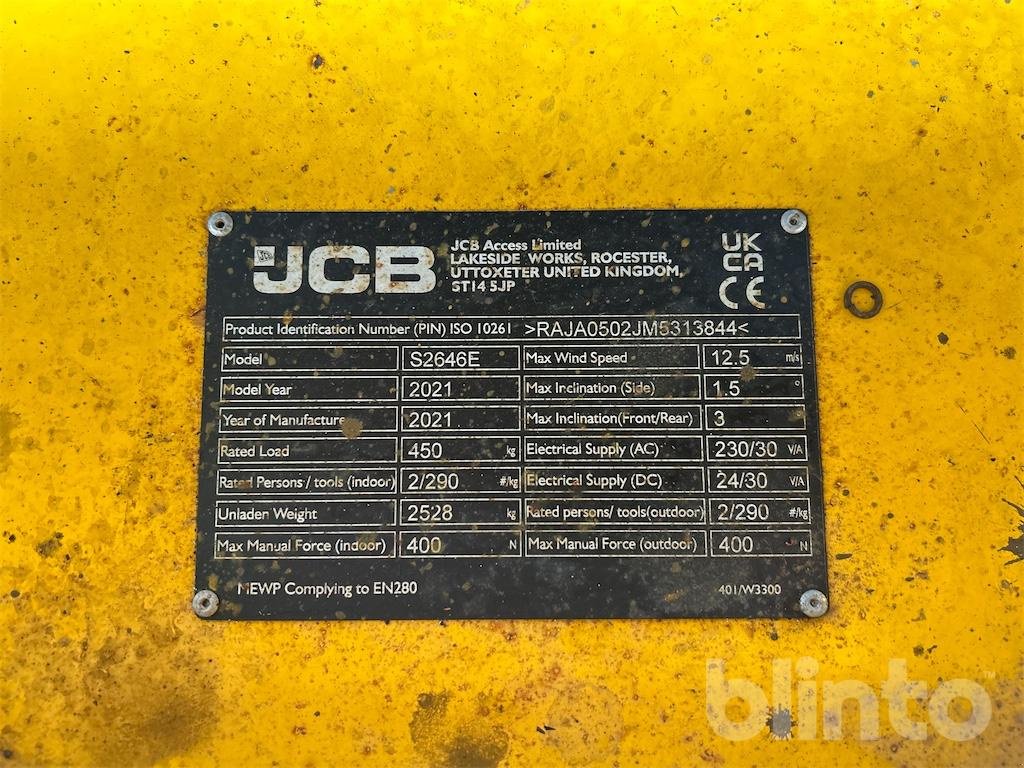 JCB
JCB Access Limited
LAKESIDE WORKS, ROCESTER,
UTTOXETER UNITED KINGDOM,
ST14 5JP
UK
CA
CE
Product Identification Number (PIN) ISO 10261 >RAJA0502JM5313844<
Model S2646E Max Wind Speed 12.5 m/s
Model Year 2021 Max Inclination (Side) 1.5 °
Year of Manufacture 2021 Max Inclination(Front/Rear) 3 °
Rated Load 450 kg Electrical Supply (AC) 230/30 V/A
Rated Persons / tools (indoor) 2/290 #/kg Electrical Supply (DC) 24/30 V/A
Unladen Weight 2528 kg Rated persons/ tools(outdoor) 2/290 #/kg
Max Manual Force (indoor) 400 N Max Manual Force (outdoor) 400 N
MEWP Complying to EN280 401/W3300
blinto™